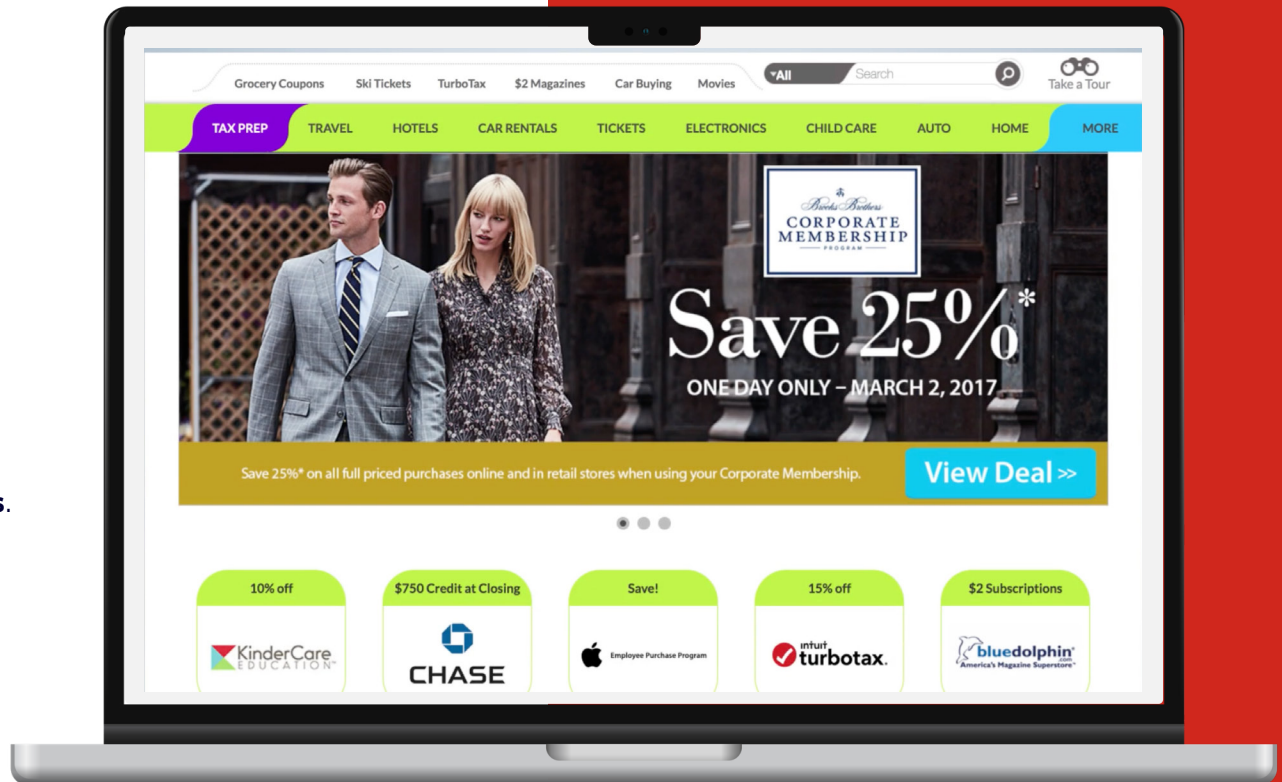 Grocery Coupons Ski Tickets TurboTax $2 Magazines Car Buying Movies
All Search
Take a Tour
TAX PREP TRAVEL HOTELS CAR RENTALS TICKETS ELECTRONICS CHILD CARE AUTO HOME MORE
Brooks Brothers
CORPORATE
MEMBERSHIP
PROGRAM
Save 25%*
ONE DAY ONLY – MARCH 2, 2017
Save 25%* on all full priced purchases online and in retail stores when using your Corporate Membership.
View Deal >>
s.
10% off $750 Credit at Closing Save! 15% off $2 Subscriptions
KinderCare
EDUCATION™
CHASE
Employee Purchase Program
intuit
turbotax.
bluedolphin
.com
America's Magazine Superstore™